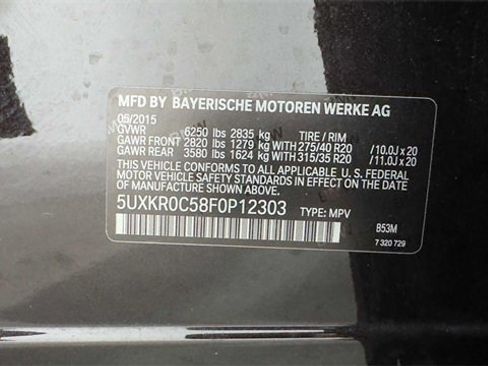 MFD BY BAYERISCHE MOTOREN WERKE AG
05/2015
GVWR 6250 lbs 2835 kg TIRE / RIM
GAWR FRONT 2820 lbs 1279 kg WITH 275/40 R20 /10.0J x 20
GAWR REAR 3580 lbs 1624 kg WITH 315/35 R20 /11.0J x 20
THIS VEHICLE CONFORMS TO ALL APPLICABLE U. S. FEDERAL
MOTOR VEHICLE SAFETY STANDARDS IN EFFECT ON THE
DATE OF MANUFACTURE SHOWN ABOVE.
5UXKR0C58F0P12303 TYPE: MPV
B53M
7 320 729